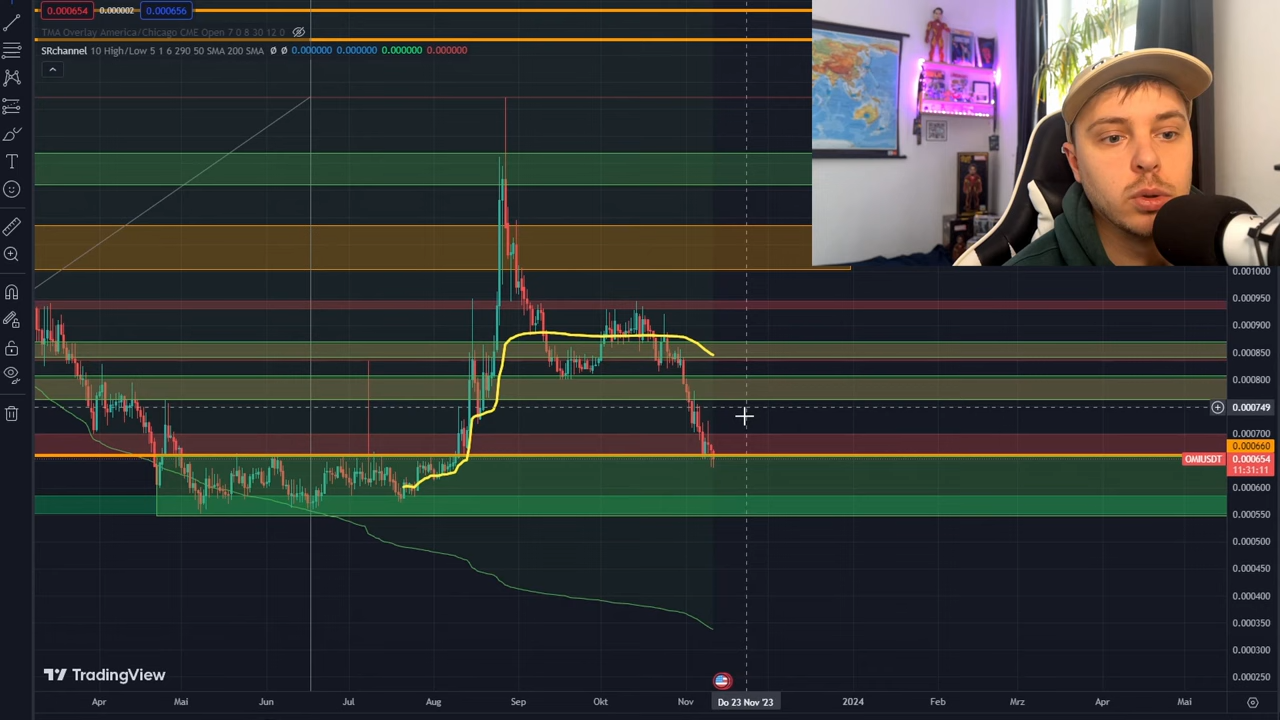 0.000654 0.000002 0.000656
TMA Overlay America/Chicago CME Open 7 0 8 30 12.0
SRchannel 10 High/Low 5 1 6 290 50 SMA 200 SMA ø ø 0.000000 0.000000 0.000000 0.000000
0.001000
0.000950
0.000900
0.000850
0.000800
0.000749
0.000700
0.000660
OMIUSDT 0.000654
11:31:11
0.000600
0.000550
0.000500
0.000450
0.000400
0.000350
0.000300
0.000250
TradingView
Apr Mai Jun Jul Aug Sep Okt Nov Do 23 Nov '23 2024 Feb Mrz Apr Mai